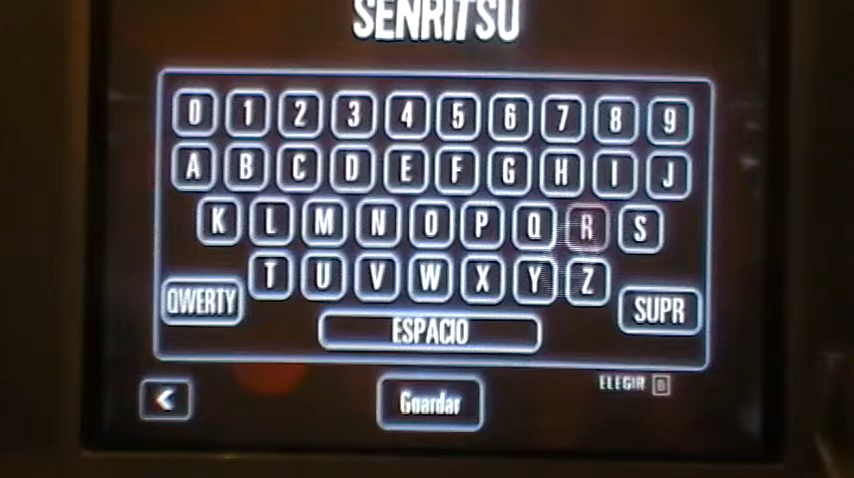 SENRITSU
0 1 2 3 4 5 6 7 8 9
A B C D E F G H I J
K L M N O P Q R S
T U V W X Y Z
QWERTY
SUPR
ESPACIO
ELEGIR B
< Guardar